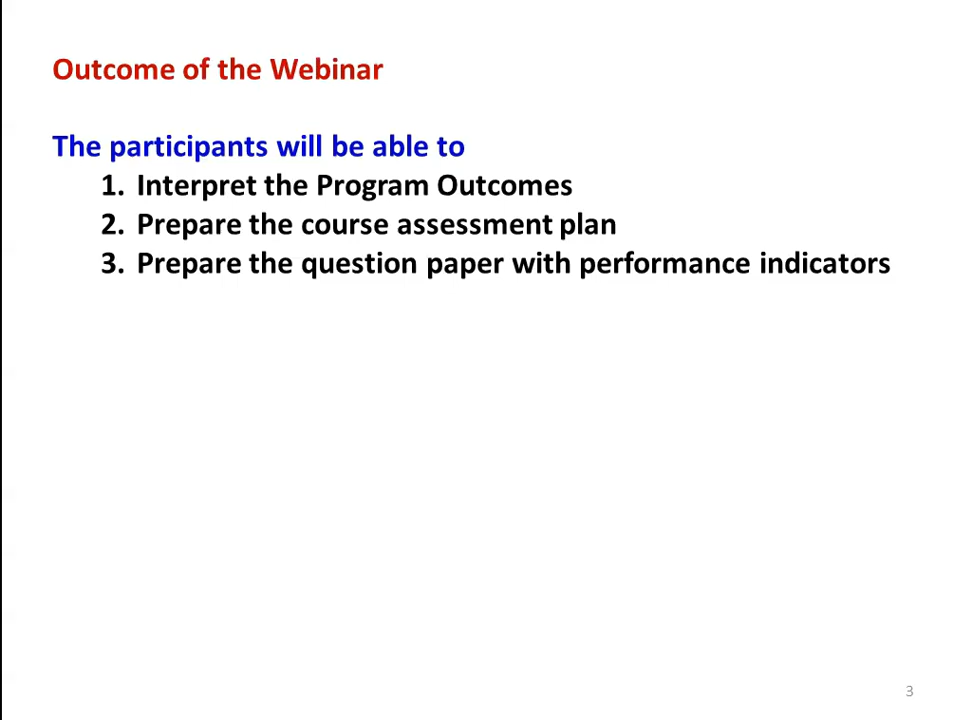 Outcome of the Webinar
The participants will be able to
1. Interpret the Program Outcomes
2. Prepare the course assessment plan
3. Prepare the question paper with performance indicators
3